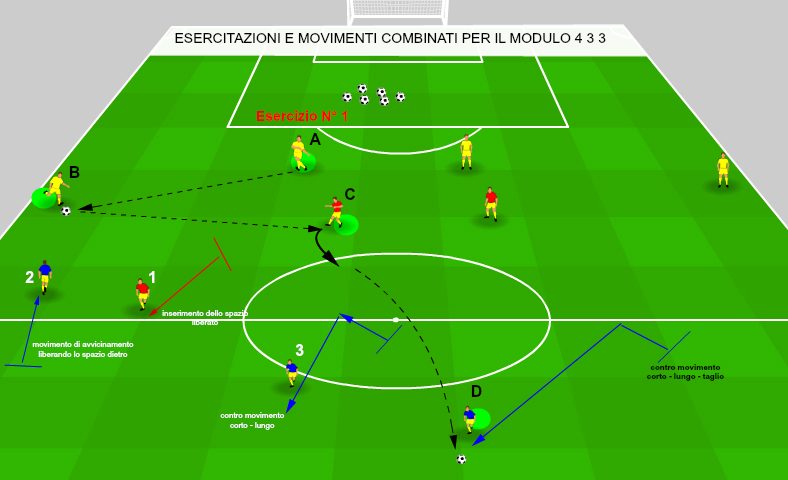 ESERCITAZIONI E MOVIMENTI COMBINATI PER IL MODULO 4 3 3
Esercizio N° 1
A
B
C
2
1
inserimento dello spazio
liberato
movimento di avvicinamento
liberando lo spazio dietro
3
contro movimento
corto - lungo - taglio
D
contro movimento
corto - lungo